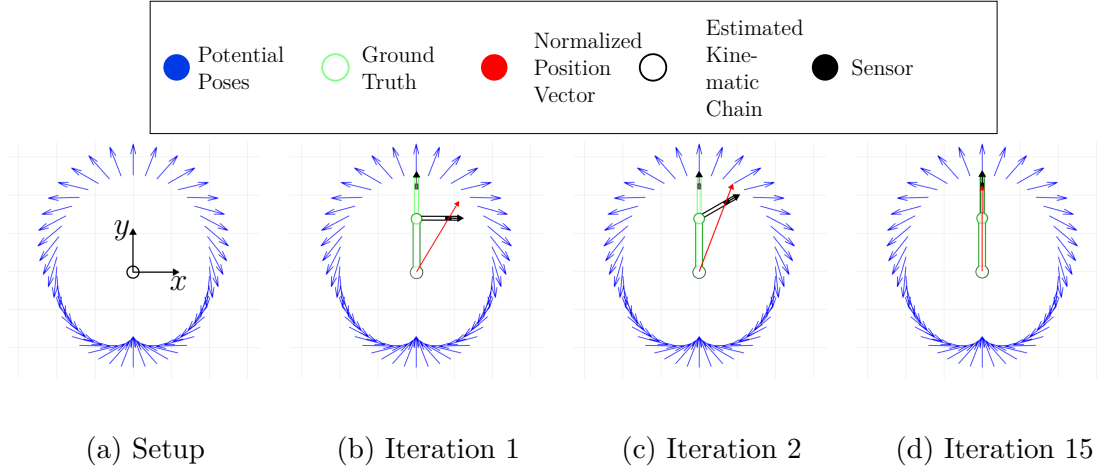 Potential
Poses
Ground
Truth
Normalized
Position
Vector
Estimated
Kine-
matic
Chain
Sensor
y
x
(a) Setup
(b) Iteration 1
(c) Iteration 2
(d) Iteration 15